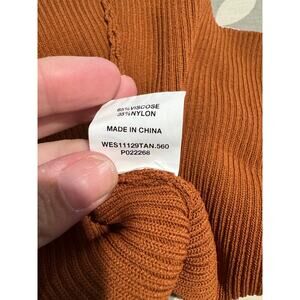 65% VISCOSE
35% NYLON
MADE IN CHINA
WES11129TAN.560
P022268